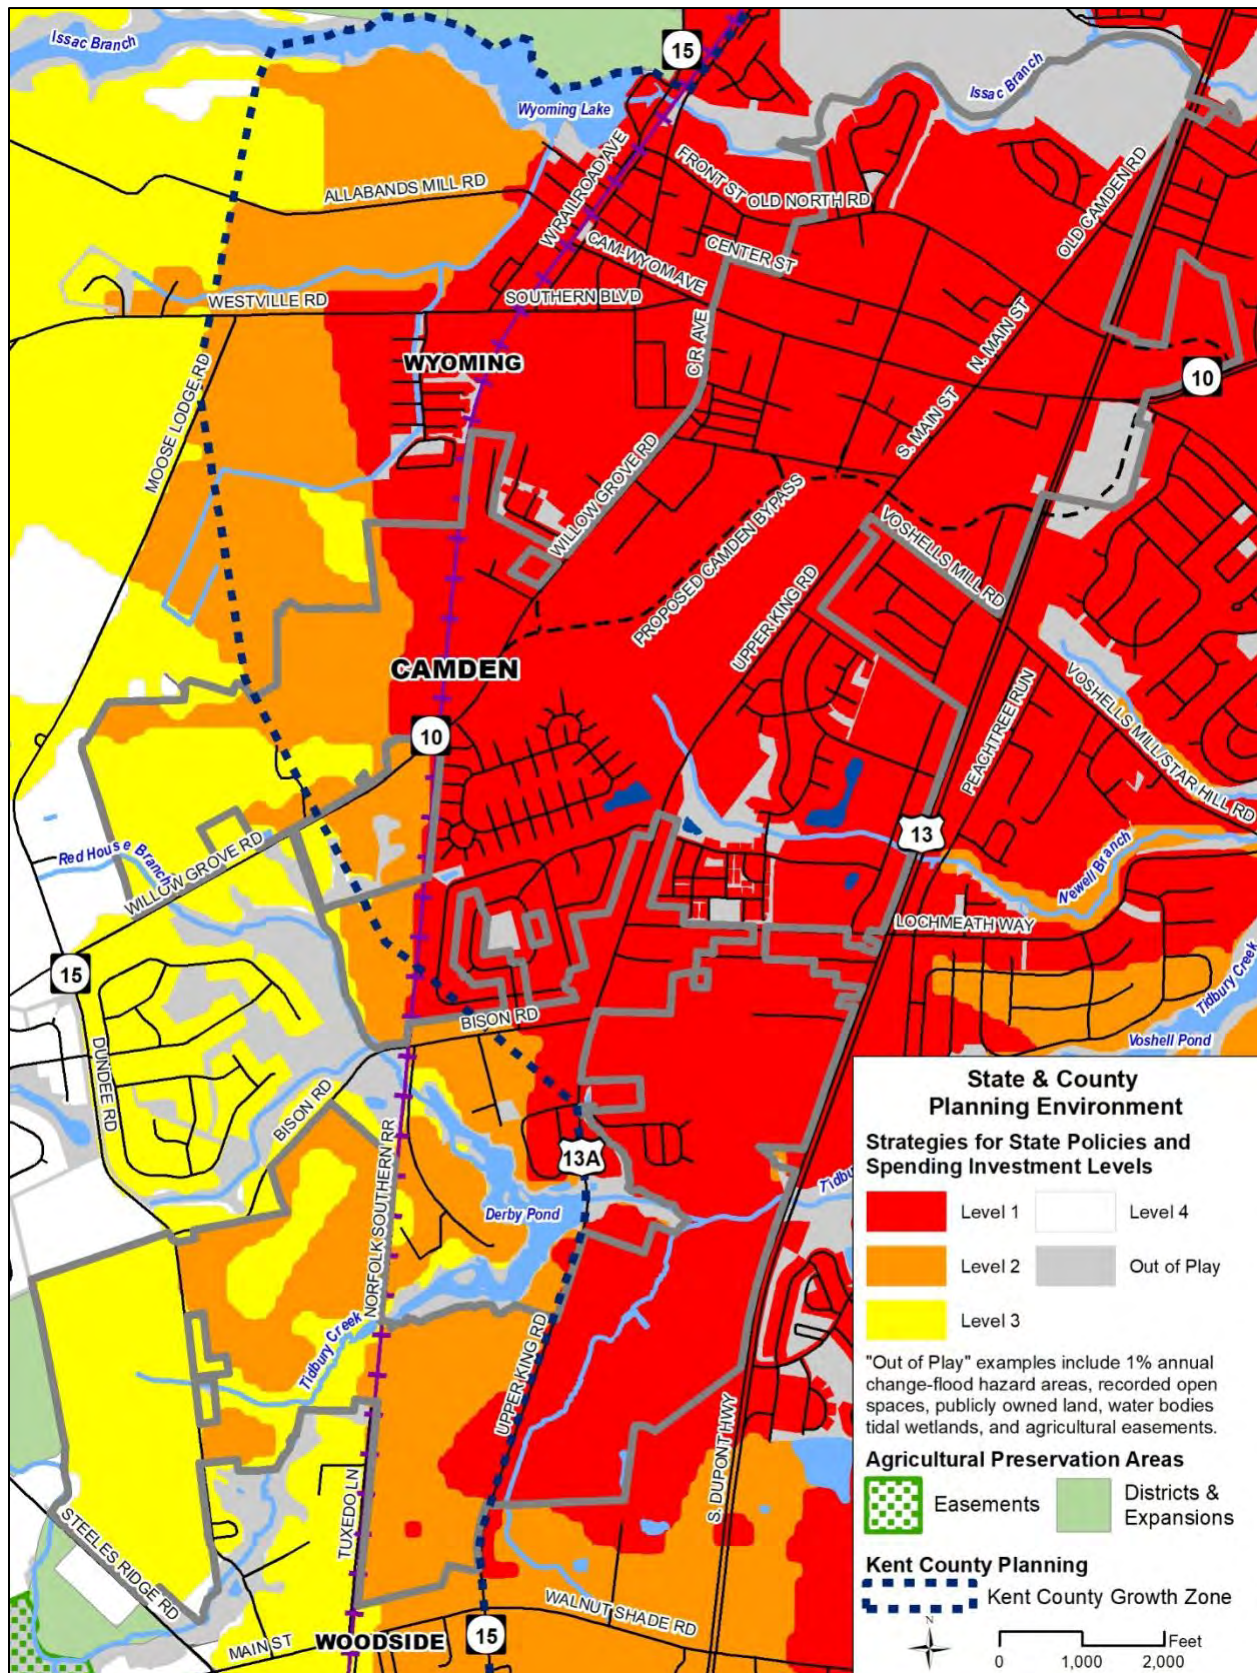 Issac Branch
15
Issac Branch
Wyoming Lake
ALLABANDS MILL RD
W RAILROAD AVE
FRONT ST
OLD NORTH RD
OLD CAMDEN RD
CAM-WYOM AVE
CENTER ST
WESTVILLE RD
SOUTHERN BLVD
C.R. AVE
N. MAIN ST
WYOMING
10
MOOSE LODGE RD
S. MAIN ST
WILLOW GROVE RD
PROPOSED CAMDEN BYPASS
VOSHELLS MILL RD
UPPER KING RD
CAMDEN
VOSHELLS MILL/STAR HILL RD
PEACHTREE RUN
10
13
Red House Branch
WILLOW GROVE RD
Newell Branch
LOCHMEATH WAY
15
BISON RD
Tidbury Creek
Voshell Pond
DUNDEE RD
BISON RD
NORFOLK SOUTHERN RR
13A
Derby Pond
Tidbury Creek
UPPER KING RD
S. DUPONT HWY
TUXEDO LN
STEELES RIDGE RD
WALNUT SHADE RD
MAIN ST
WOODSIDE
15
State & County
Planning Environment
Strategies for State Policies and
Spending Investment Levels
Level 1
Level 4
Level 2
Out of Play
Level 3
"Out of Play" examples include 1% annual
change-flood hazard areas, recorded open
spaces, publicly owned land, water bodies
tidal wetlands, and agricultural easements.
Agricultural Preservation Areas
Easements
Districts &
Expansions
Kent County Planning
Kent County Growth Zone
N
Feet
0 1,000 2,000